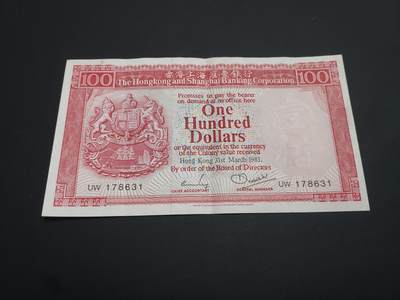 香港上海滙豐銀行
100 The Hongkong and Shanghai Banking Corporation 100
Promises to pay the bearer
on demand at its office here
One
Hundred
Dollars
or the equivalent in the currency
of the Colony value received
Hong Kong 31st March 1983.
By order of the Board of Directors
UW 178631
CHIEF ACCOUNTANT
GENERAL MANAGER
UW 178631